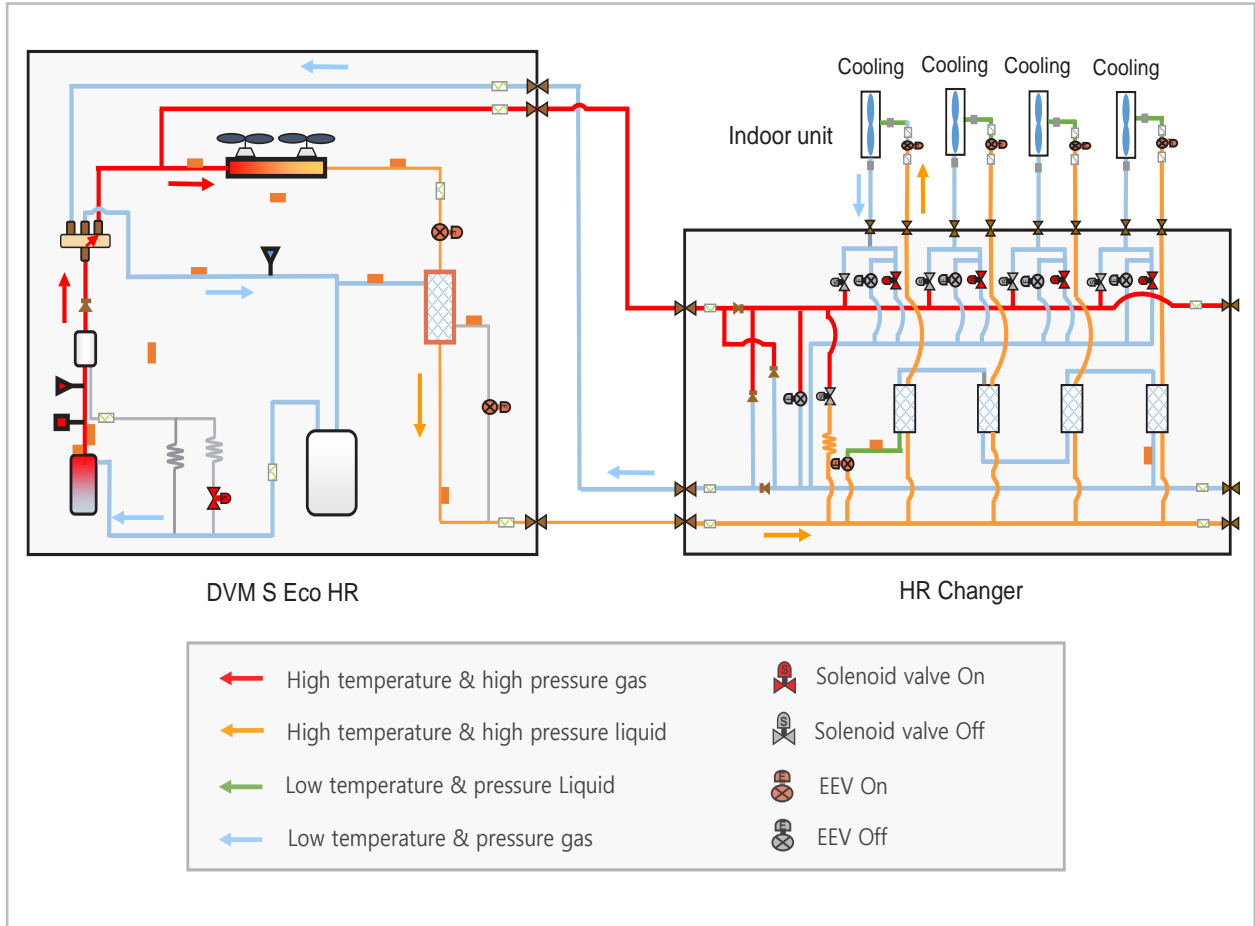 Cooling Cooling Cooling Cooling
Indoor unit
DVM S Eco HR
HR Changer
High temperature & high pressure gas
Solenoid valve On
High temperature & high pressure liquid
Solenoid valve Off
Low temperature & pressure Liquid
EEV On
Low temperature & pressure gas
EEV Off
S
S
E
E